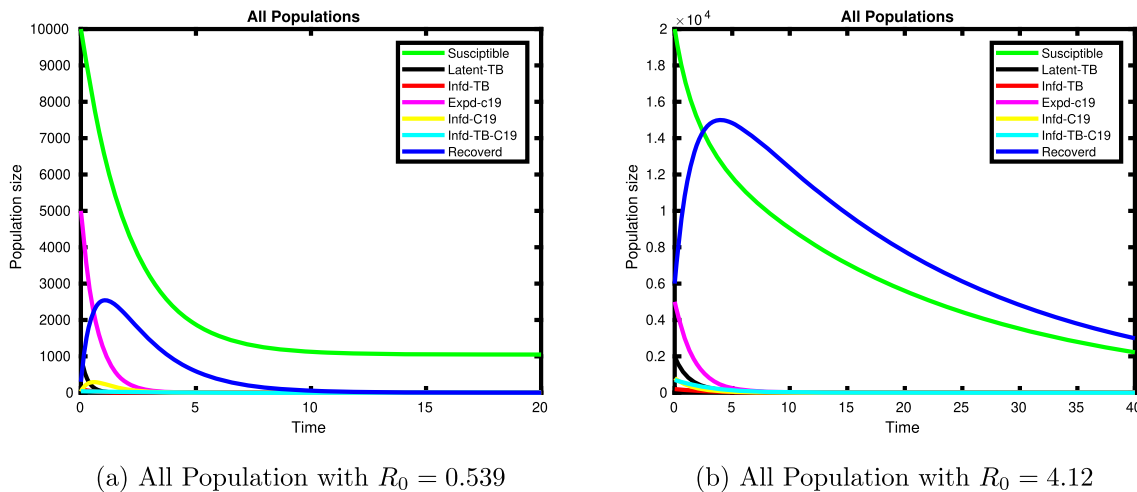 All Populations
10000
9000
8000
7000
6000
5000
4000
3000
2000
1000
0
Population size
0
5
10
15
20
Time
Susciptible
Latent-TB
Infd-TB
Expd-c19
Infd-C19
Infd-TB-C19
Recoverd
(a) All Population with R₀ = 0.539
All Populations
×10⁴
2
1.8
1.6
1.4
1.2
1
0.8
0.6
0.4
0.2
0
Population size
0
5
10
15
20
25
30
35
40
Time
Susciptible
Latent-TB
Infd-TB
Expd-c19
Infd-C19
Infd-TB-C19
Recoverd
(b) All Population with R₀ = 4.12